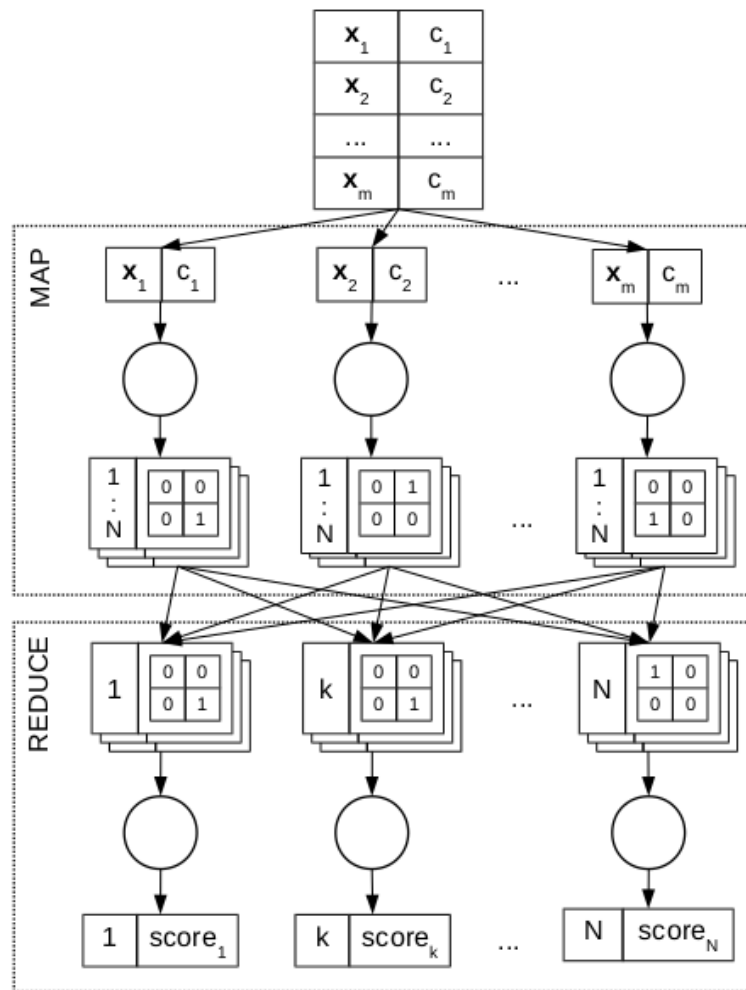 x₁ c₁
x₂ c₂
... ...
xₘ cₘ
MAP
x₁ c₁ x₂ c₂ ... xₘ cₘ
1 : N 0 0 0 1 1 : N 0 1 0 0 ... 1 : N 0 0 1 0
REDUCE
1 0 0 0 1 k 0 0 0 1 ... N 1 0 0 0
1 score₁ k scoreₖ ... N score_N